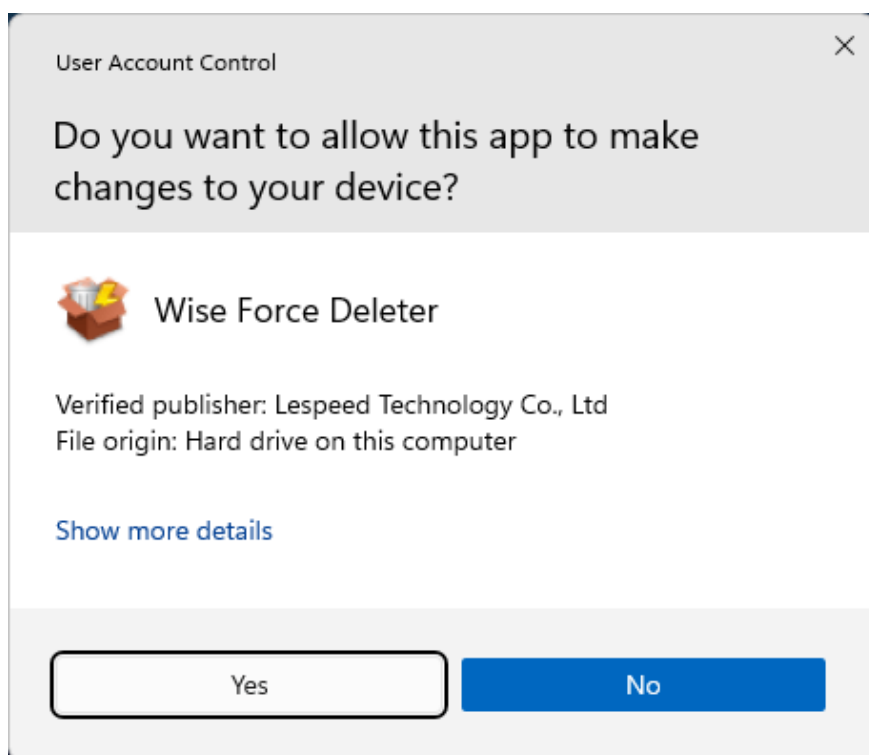 User Account Control
Do you want to allow this app to make
changes to your device?
Wise Force Deleter
Verified publisher: Lespeed Technology Co., Ltd
File origin: Hard drive on this computer
Show more details
Yes
No